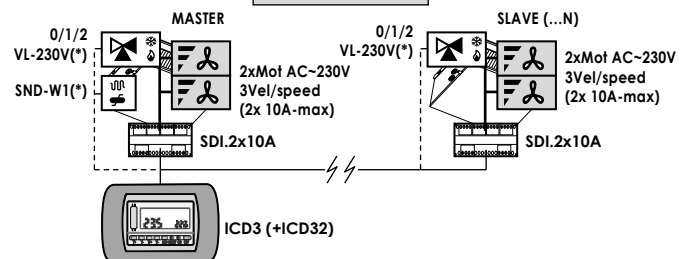 MASTER
0/1/2
VL-230V(*)
SND-W1(*)
2xMot AC~230V
3Vel/speed
(2x 10A-max)
SDI.2x10A
SLAVE (...N)
0/1/2
VL-230V(*)
2xMot AC~230V
3Vel/speed
(2x 10A-max)
SDI.2x10A
ICD3 (+ICD32)